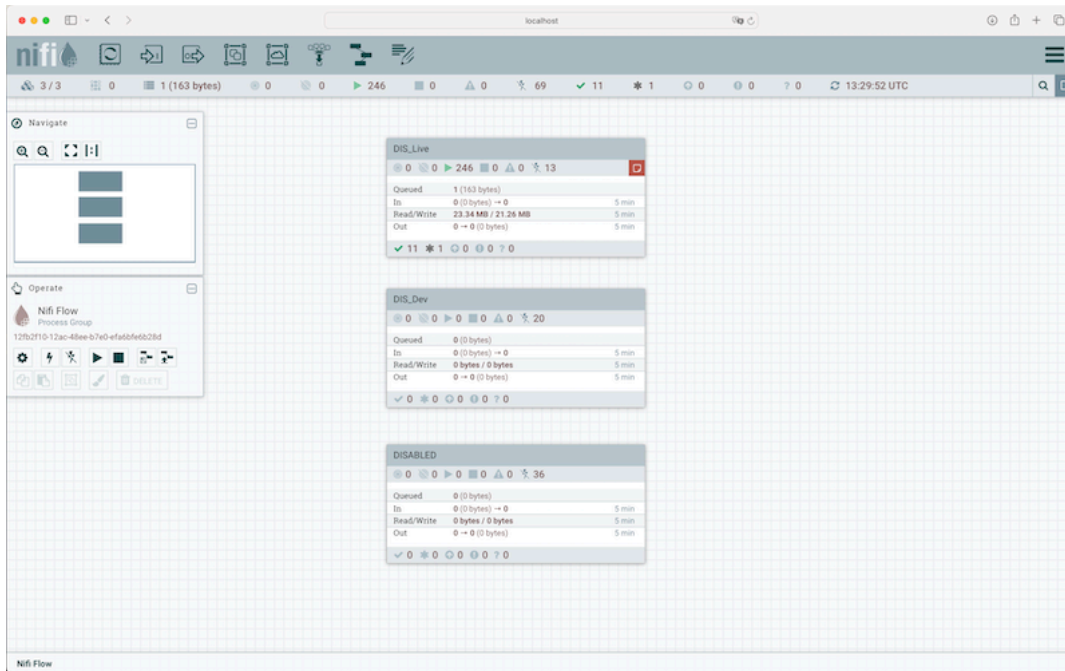 localhost
nifi
3 / 3 0 1 (163 bytes) 0 0 246 0 0 69 11 1 0 0 ? 0 13:29:52 UTC
Navigate
Operate
Nifi Flow
Process Group
12fb2f10-12ac-48ee-b7e0-efa6bfe6b28d
DELETE
DIS_Live
0 0 246 0 0 13
Queued 1 (163 bytes)
In 0 (0 bytes) → 0 5 min
Read/Write 23.34 MB / 21.26 MB 5 min
Out 0 → 0 (0 bytes) 5 min
11 1 0 0 ? 0
DIS_Dev
0 0 0 0 0 20
Queued 0 (0 bytes)
In 0 (0 bytes) → 0 5 min
Read/Write 0 bytes / 0 bytes 5 min
Out 0 → 0 (0 bytes) 5 min
0 0 0 0 ? 0
DISABLED
0 0 0 0 0 36
Queued 0 (0 bytes)
In 0 (0 bytes) → 0 5 min
Read/Write 0 bytes / 0 bytes 5 min
Out 0 → 0 (0 bytes) 5 min
0 0 0 0 ? 0
Nifi Flow